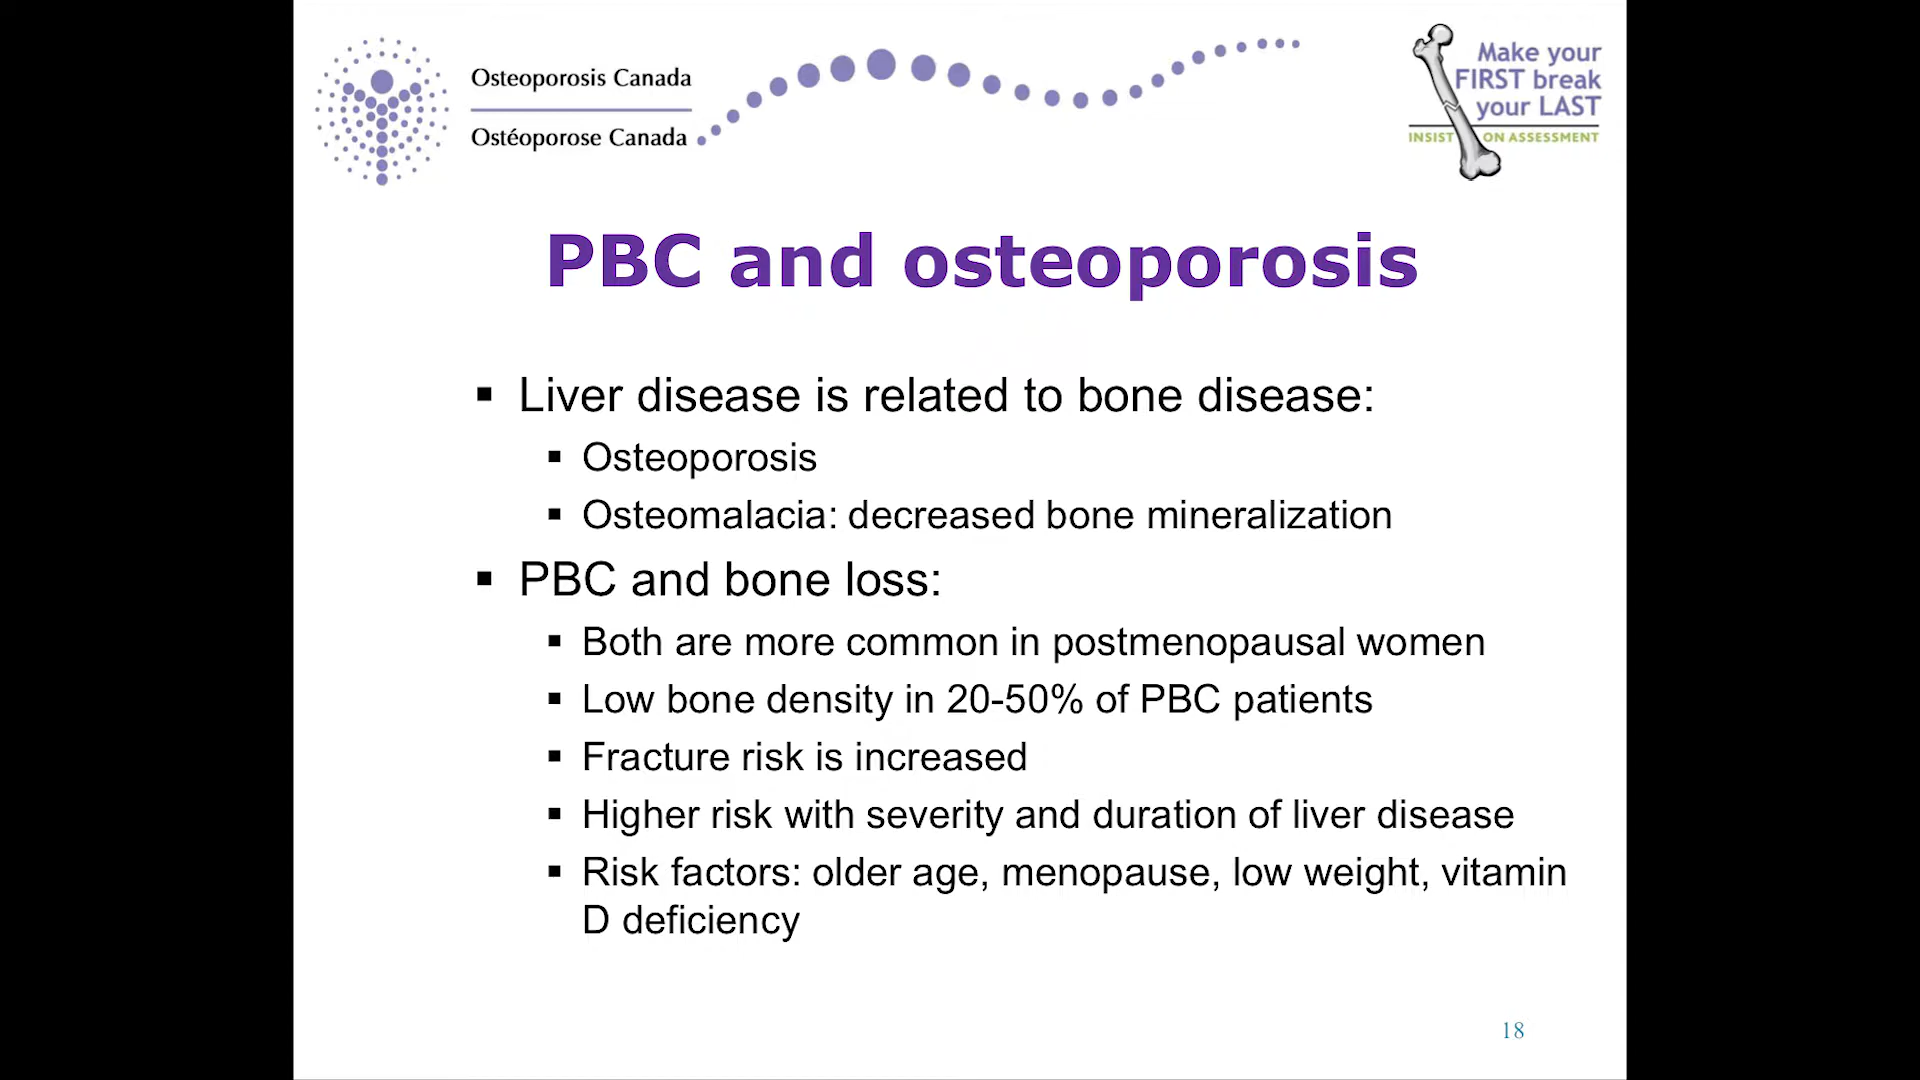 Osteoporosis Canada
Ostéoporose Canada
Make your
FIRST break
your LAST
INSIST ON ASSESSMENT
PBC and osteoporosis
▪ Liver disease is related to bone disease:
▪ Osteoporosis
▪ Osteomalacia: decreased bone mineralization
▪ PBC and bone loss:
▪ Both are more common in postmenopausal women
▪ Low bone density in 20-50% of PBC patients
▪ Fracture risk is increased
▪ Higher risk with severity and duration of liver disease
▪ Risk factors: older age, menopause, low weight, vitamin
D deficiency
18